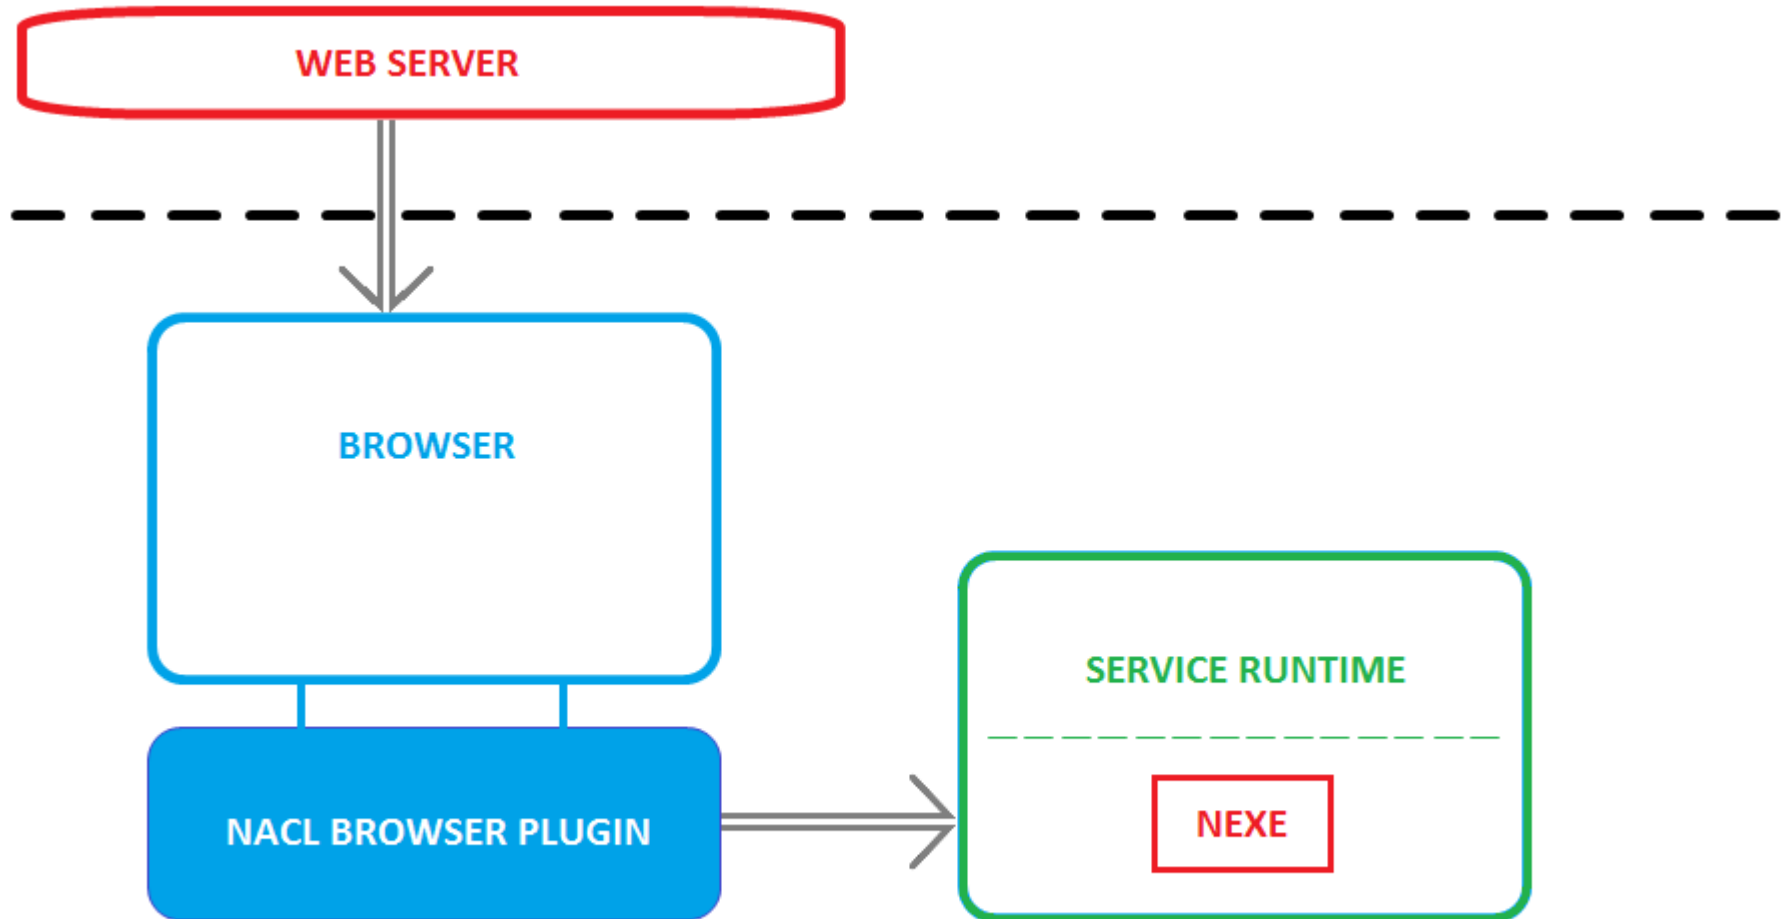 WEB SERVER
BROWSER
SERVICE RUNTIME
NEXE
NACL BROWSER PLUGIN